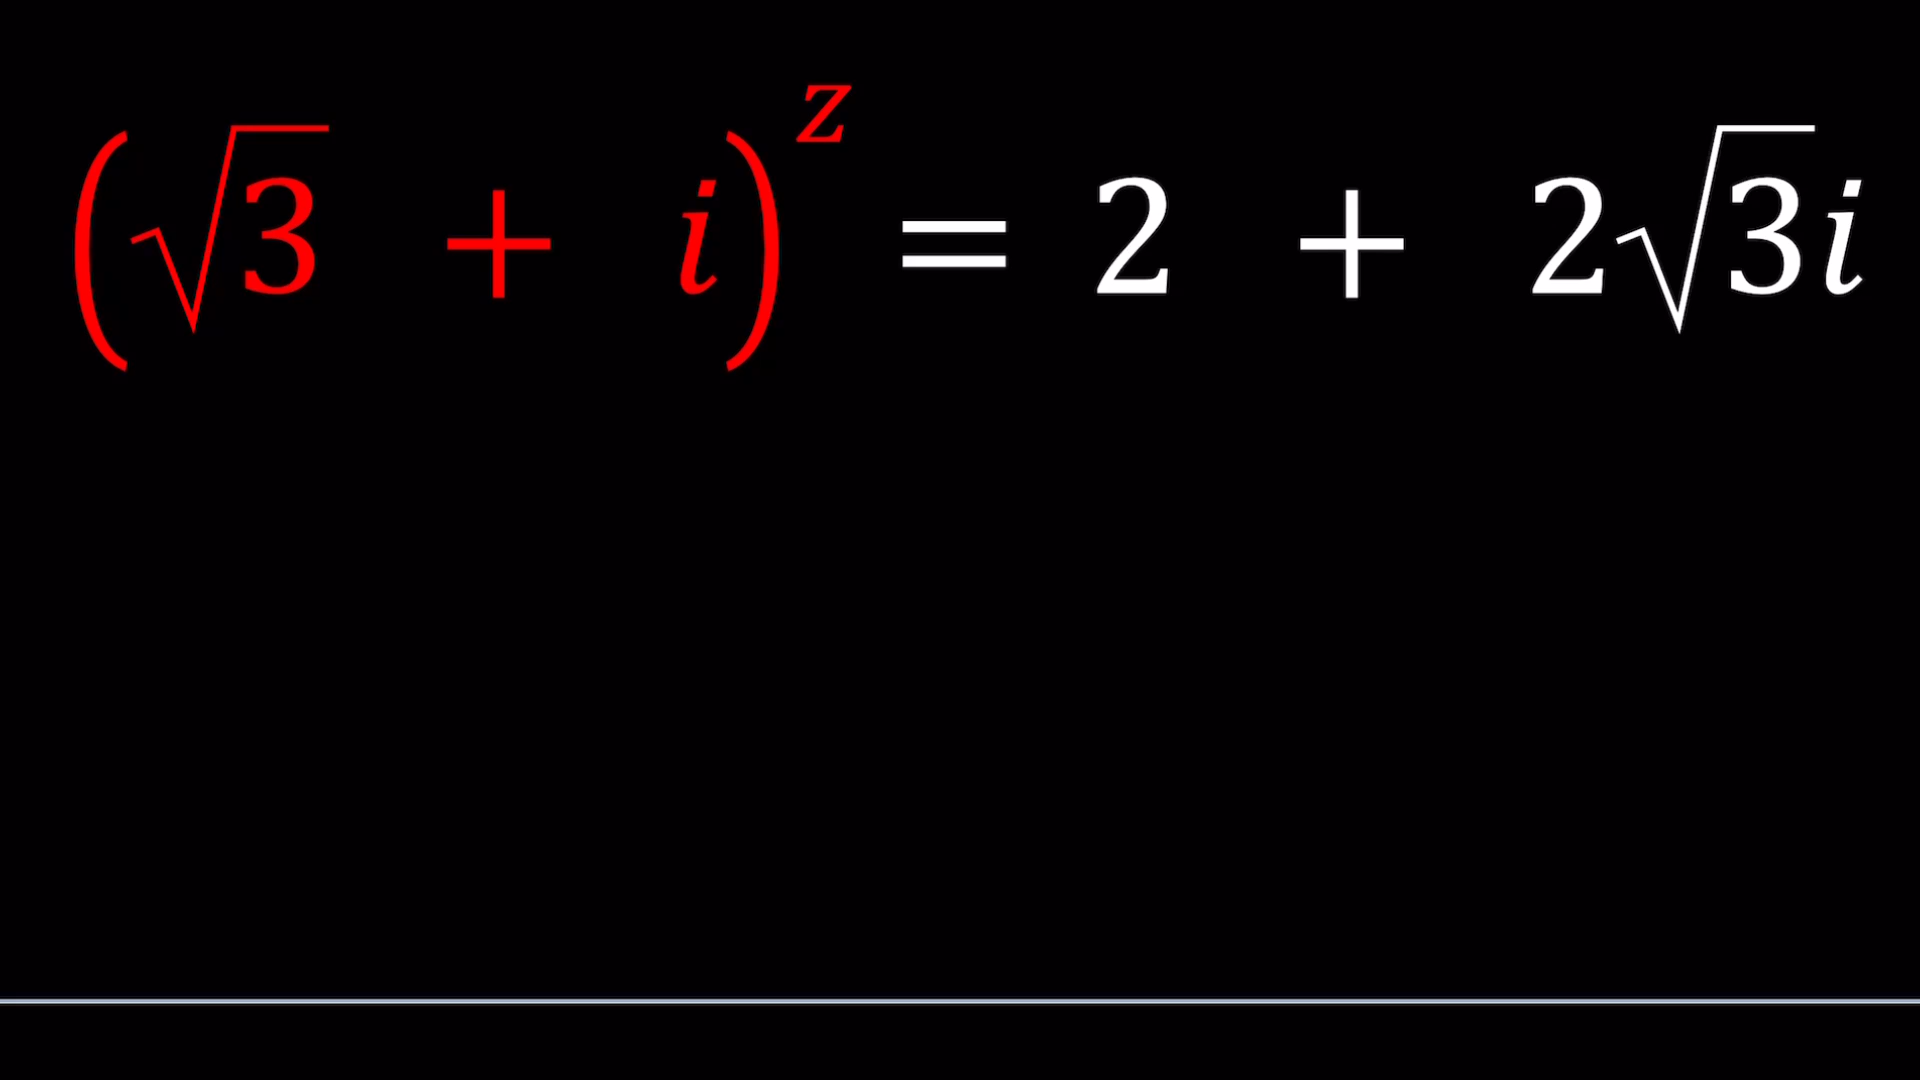 (√3 + i)^z = 2 + 2√3i